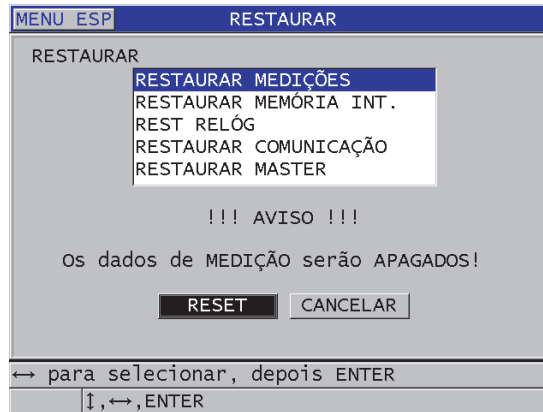 MENU ESP RESTAURAR
RESTAURAR
RESTAURAR MEDIÇÕES
RESTAURAR MEMÓRIA INT.
REST RELÓG
RESTAURAR COMUNICAÇÃO
RESTAURAR MASTER
!!! AVISO !!!
Os dados de MEDIÇÃO serão APAGADOS!
RESET CANCELAR
↔ para selecionar, depois ENTER
↕,↔,ENTER